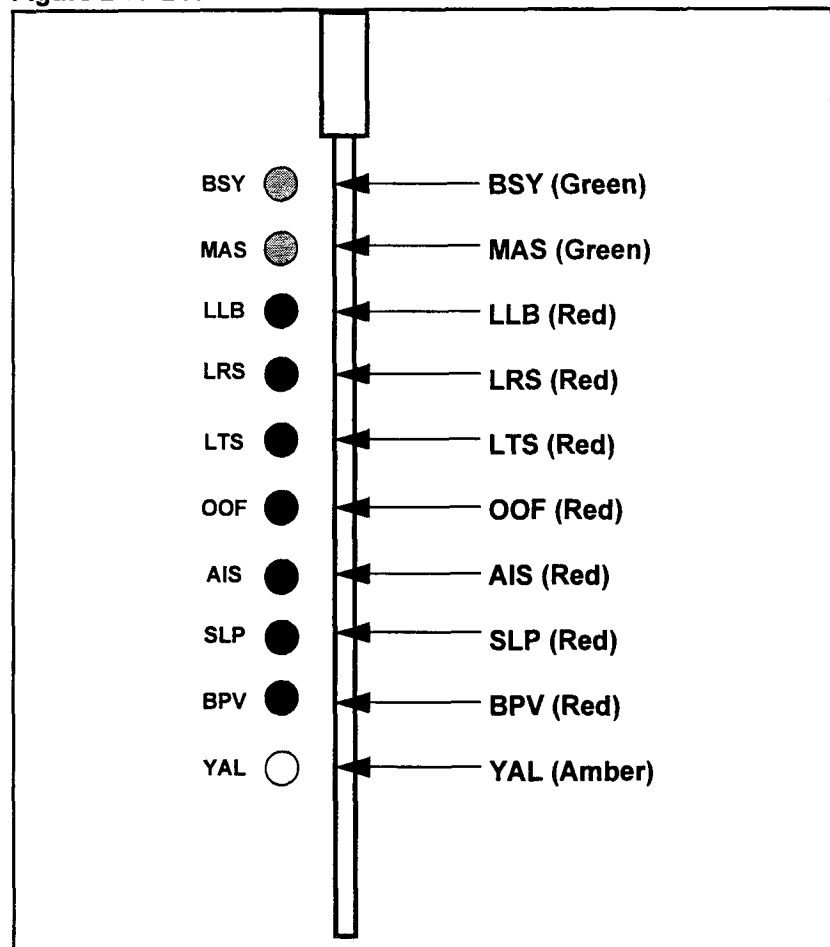 BSY BSY (Green)
MAS MAS (Green)
LLB LLB (Red)
LRS LRS (Red)
LTS LTS (Red)
OOF OOF (Red)
AIS AIS (Red)
SLP SLP (Red)
BPV BPV (Red)
YAL YAL (Amber)